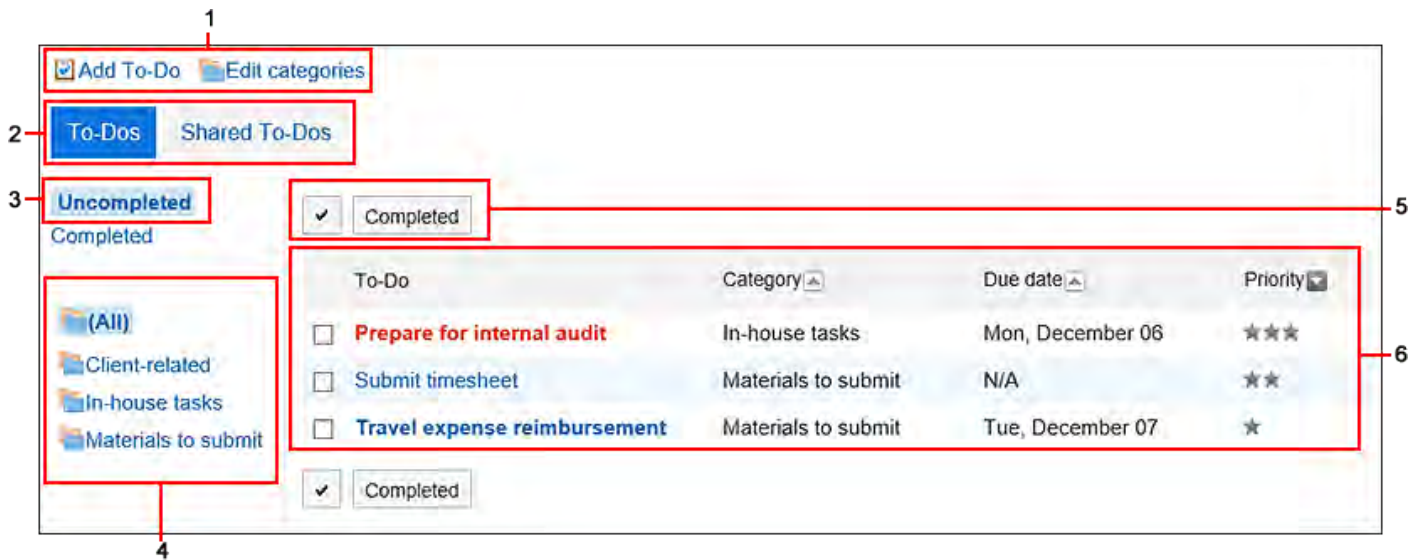 1
Add To-Do Edit categories
2 To-Dos Shared To-Dos
3 Uncompleted
Completed
Completed 5
To-Do Category Due date Priority
(All)
Prepare for internal audit In-house tasks Mon, December 06 ★★★
6
Client-related
Submit timesheet Materials to submit N/A ★★
In-house tasks
Travel expense reimbursement Materials to submit Tue, December 07 ★
Materials to submit
Completed
4